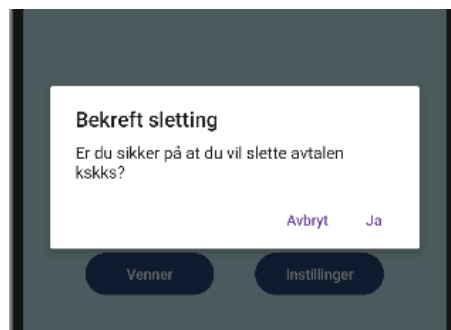 Bekreft sletting
Er du sikker på at du vil slette avtalen
kskks?
Avbryt Ja
Venner Instillinger